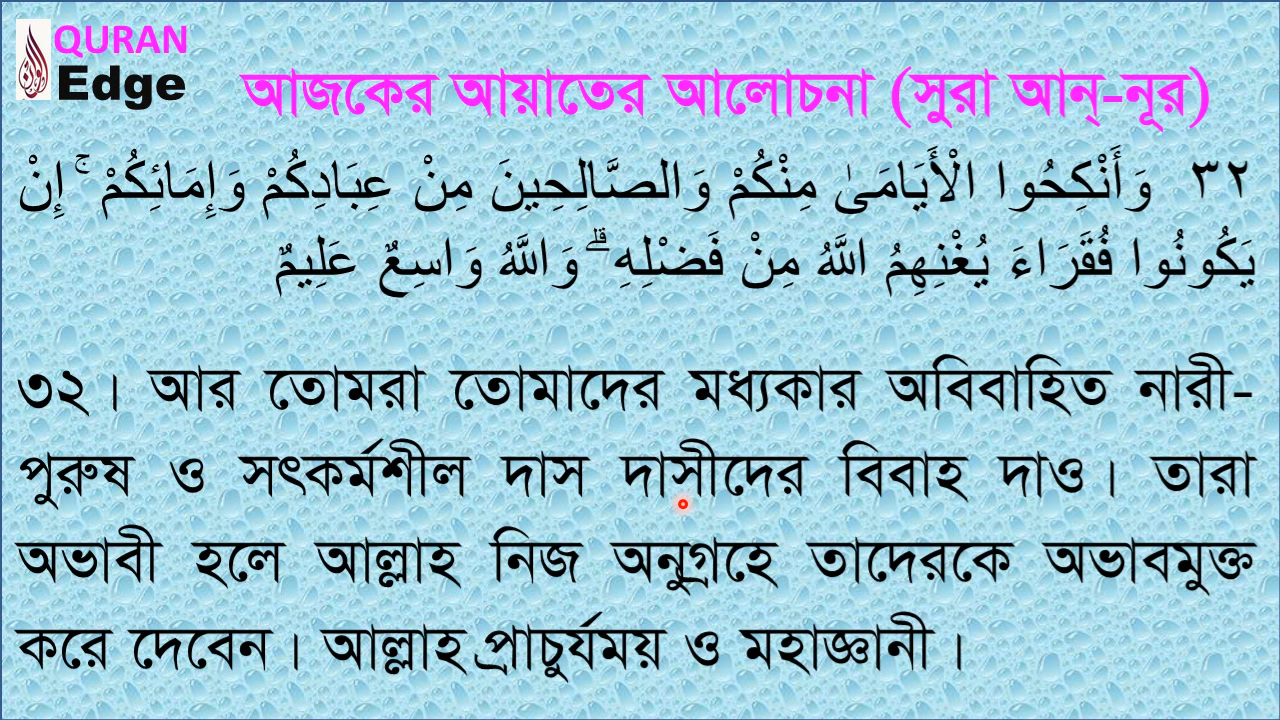 QURAN
Edge
আজকের আয়াতের আলোচনা (সুরা আন্-নূর)
٣٢ وَأَنْكِحُوا الْأَيَامَىٰ مِنْكُمْ وَالصَّالِحِينَ مِنْ عِبَادِكُمْ وَإِمَائِكُمْ ۚ إِنْ
يَكُونُوا فُقَرَاءَ يُغْنِهِمُ اللَّهُ مِنْ فَضْلِهِ ۗ وَاللَّهُ وَاسِعٌ عَلِيمٌ
৩২। আর তোমরা তোমাদের মধ্যকার অবিবাহিত নারী-
পুরুষ ও সৎকর্মশীল দাস দাসীদের বিবাহ দাও। তারা
অভাবী হলে আল্লাহ নিজ অনুগ্রহে তাদেরকে অভাবমুক্ত
করে দেবেন। আল্লাহ প্রাচুর্যময় ও মহাজ্ঞানী।